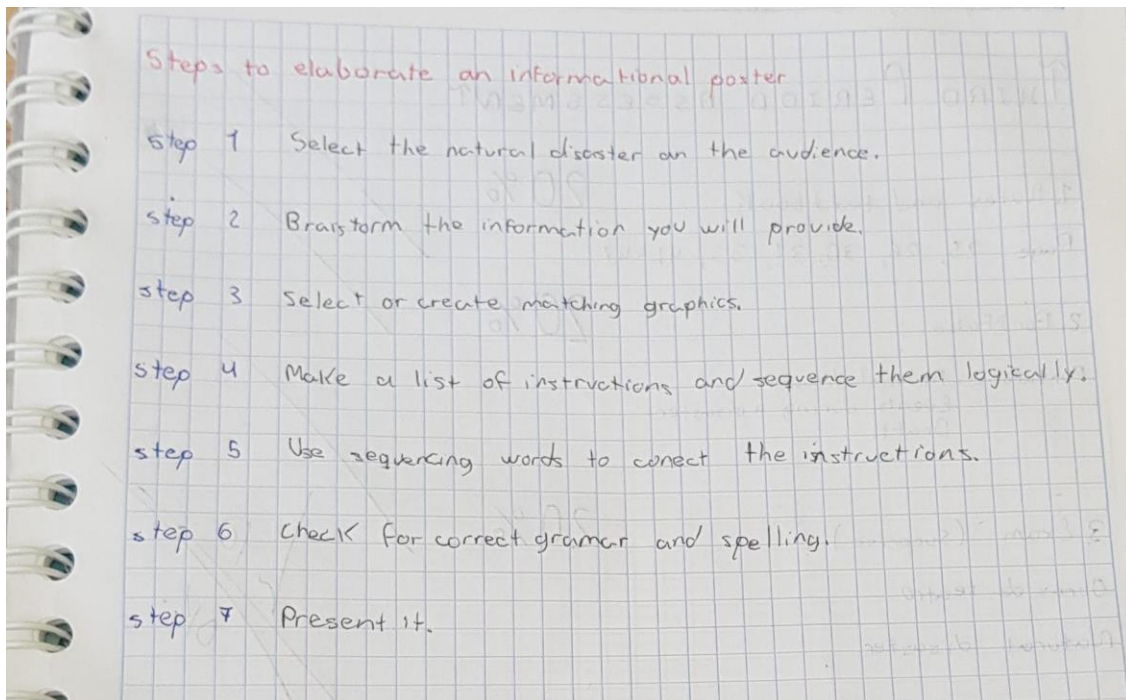 Steps to elaborate an informational poster
step 1 Select the natural disaster an the audience.
step 2 Braistorm the information you will provide.
step 3 Select or create matching graphics.
step 4 Make a list of instructions and sequence them logically.
step 5 Use sequencing words to conect the instructions.
step 6 Check for correct gramar and spelling.
step 7 Present it.